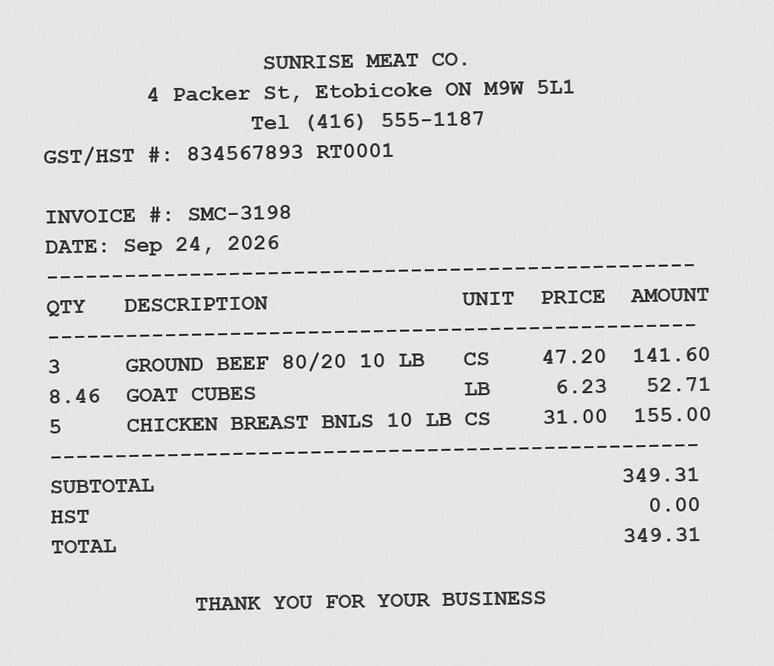 SUNRISE MEAT CO.
4 Packer St, Etobicoke ON M9W 5L1
Tel (416) 555-1187
GST/HST #: 834567893 RT0001
INVOICE #: SMC-3198
DATE: Sep 24, 2026
--------------------------------------------------
QTY DESCRIPTION UNIT PRICE AMOUNT
--------------------------------------------------
3 GROUND BEEF 80/20 10 LB CS 47.20 141.60
8.46 GOAT CUBES LB 6.23 52.71
5 CHICKEN BREAST BNLS 10 LB CS 31.00 155.00
--------------------------------------------------
SUBTOTAL 349.31
HST 0.00
TOTAL 349.31
THANK YOU FOR YOUR BUSINESS